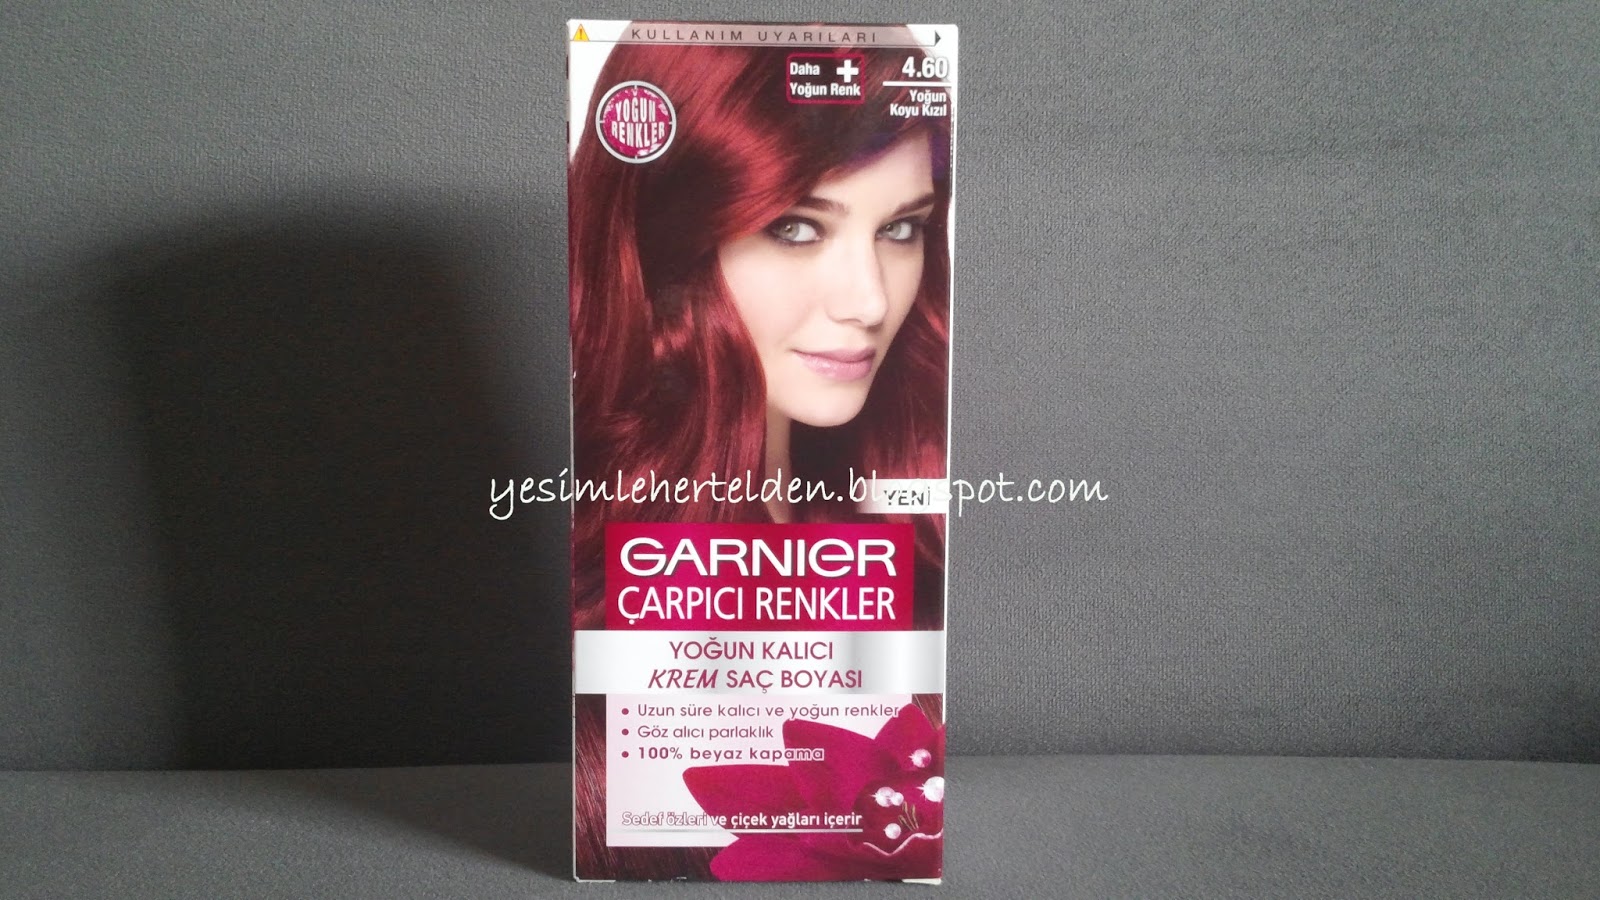 KULLANIM UYARILARI
Daha +
Yoğun Renk
4.60
Yoğun
Koyu Kızıl
YOĞUN
RENKLER
yesimlehertelden.blogspot.com
YENİ
GARNIER
ÇARPICI RENKLER
YOĞUN KALICI
KREM SAÇ BOYASI
• Uzun süre kalıcı ve yoğun renkler
• Göz alıcı parlaklık
• 100% beyaz kapama
Sedef özleri ve çiçek yağları içerir